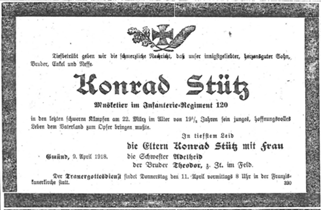 Tiefbetrübt geben wir die schmerzliche Nachricht, daß unser innigstgeliebter, herzensguter Sohn,
Bruder, Enkel und Neffe
Konrad Stütz
Musketier im Infanterie-Regiment 120
in den letzten schweren Kämpfen am 22. März im Alter von 19½ Jahren sein junges, hoffnungsvolles
Leben dem Vaterland zum Opfer bringen mußte.
In tiefstem Leid
die Eltern Konrad Stütz mit Frau
die Schwester Adelheid
der Bruder Theodor, z. Zt. im Feld.
Gmünd, 9. April 1918.
Der Trauergottesdienst findet Donnerstag den 11. April vormittags 8 Uhr in der Franzis-
kanerkirche statt.